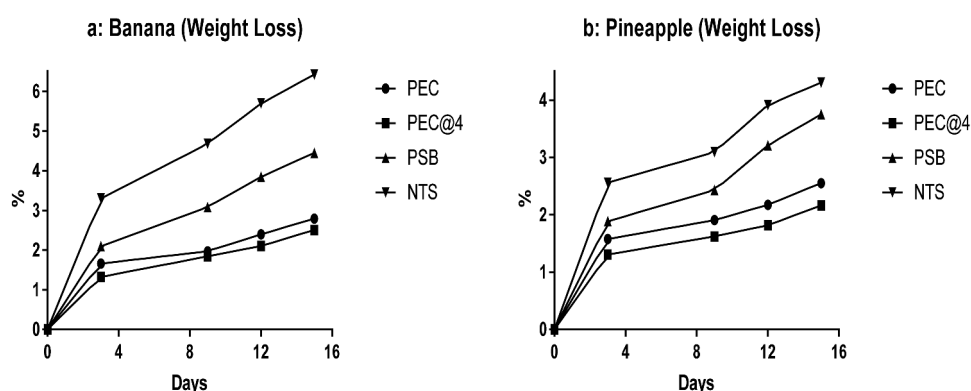 a: Banana (Weight Loss)
6
5
4
3
2
1
0
%
0 4 8 12 16
Days
PEC
PEC@4
PSB
NTS
b: Pineapple (Weight Loss)
4
3
2
1
0
%
0 4 8 12 16
Days
PEC
PEC@4
PSB
NTS